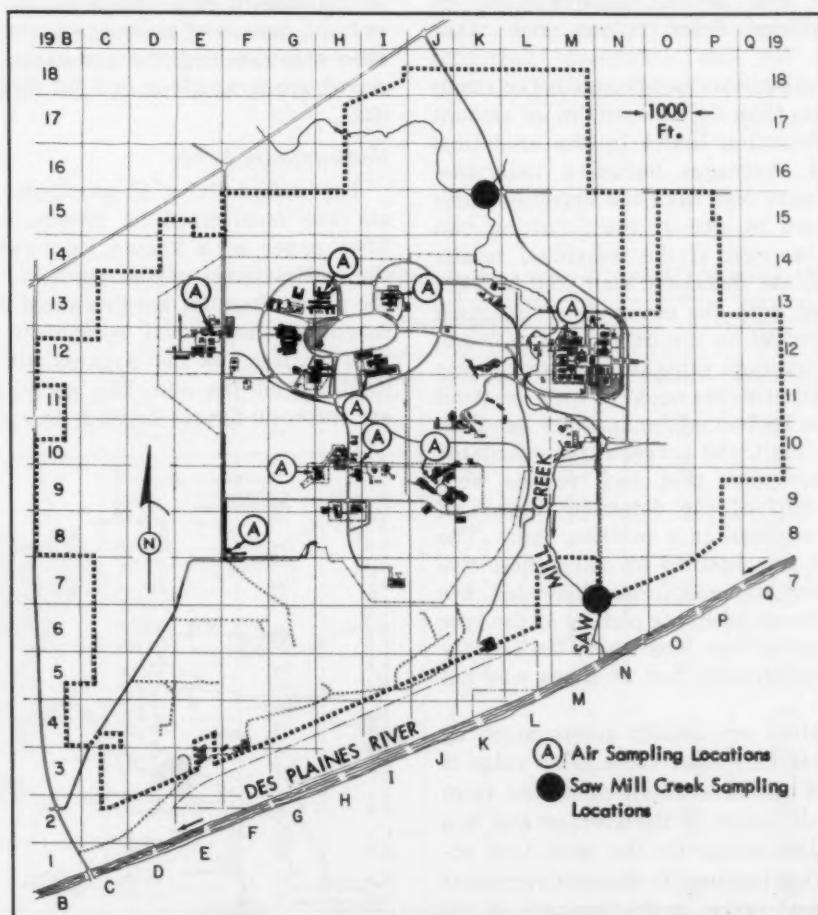 19 B C D E F G H I J K L M N O P Q 19
18 18
17 1000 17
Ft.
16 16
15 15
14 A 14
A A A
13 13
12 12
11 A 11
A
10 A A 10
9 9
8 A 8
7 7
6 6
5
4
3
2
1
SAW MILL CREEK
DES PLAINES RIVER
N
B C D E F G H I J K L M N O P Q
A Air Sampling Locations
Saw Mill Creek Sampling
Locations